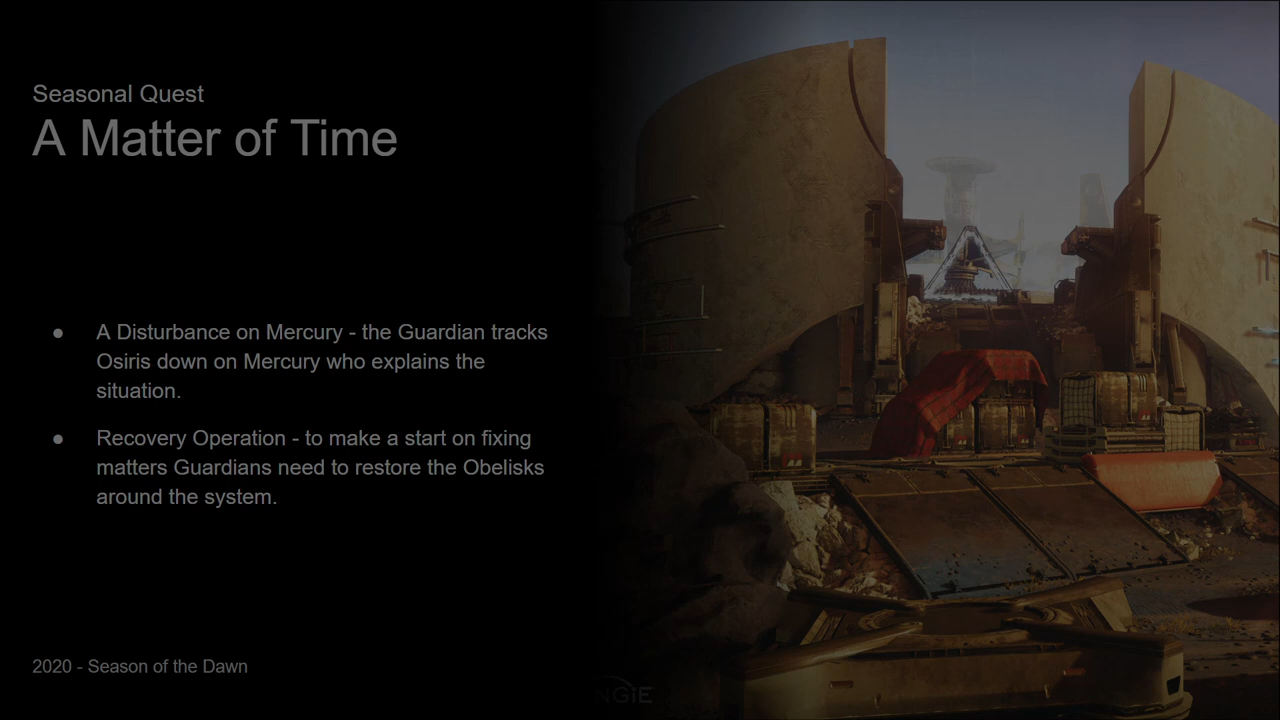 Seasonal Quest
A Matter of Time
● A Disturbance on Mercury - the Guardian tracks
Osiris down on Mercury who explains the
situation.
● Recovery Operation - to make a start on fixing
matters Guardians need to restore the Obelisks
around the system.
2020 - Season of the Dawn